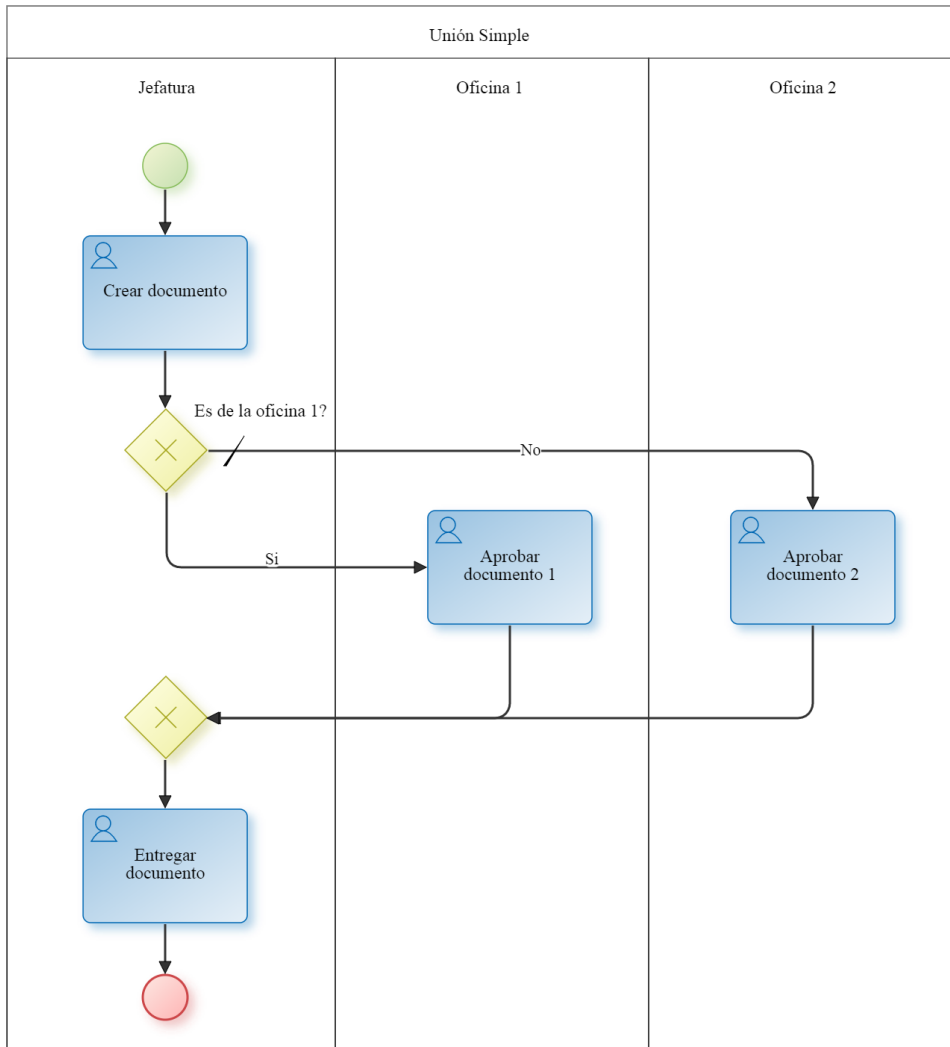 Unión Simple
Jefatura
Oficina 1
Oficina 2
Crear documento
Es de la oficina 1?
No
Si
Aprobar
documento 1
Aprobar
documento 2
Entregar
documento